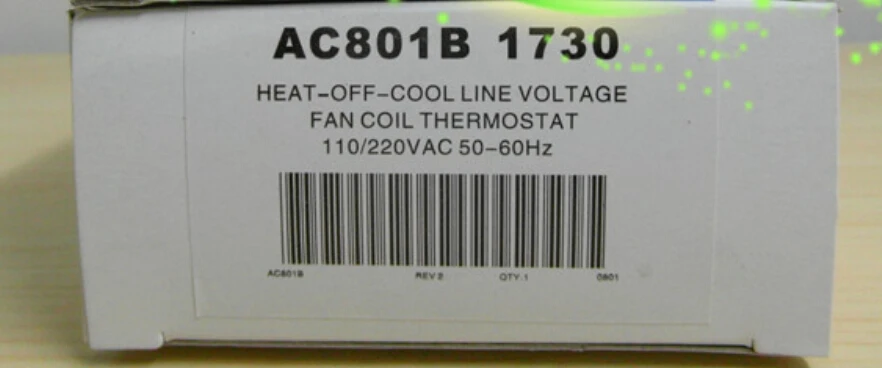 AC801B 1730
HEAT-OFF-COOL LINE VOLTAGE
FAN COIL THERMOSTAT
110/220VAC 50-60Hz
AC801B REV 2 QTY.1 0801